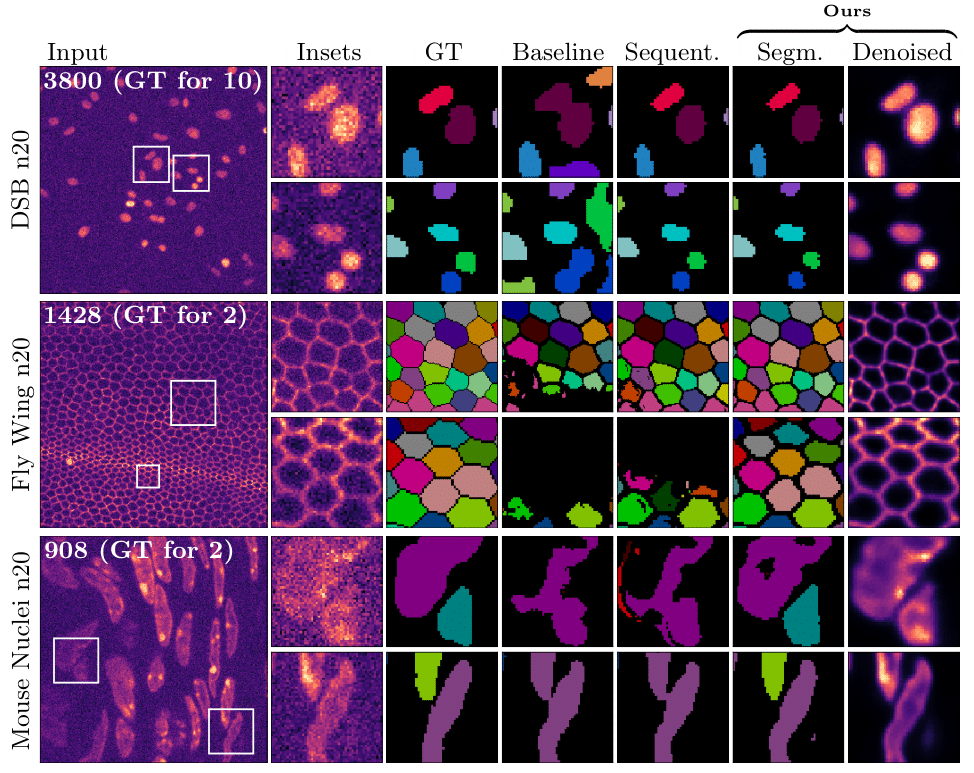 Ours
Input Insets GT Baseline Sequent. Segm. Denoised
DSB n20
3800 (GT for 10)
Fly Wing n20
1428 (GT for 2)
Mouse Nuclei n20
908 (GT for 2)